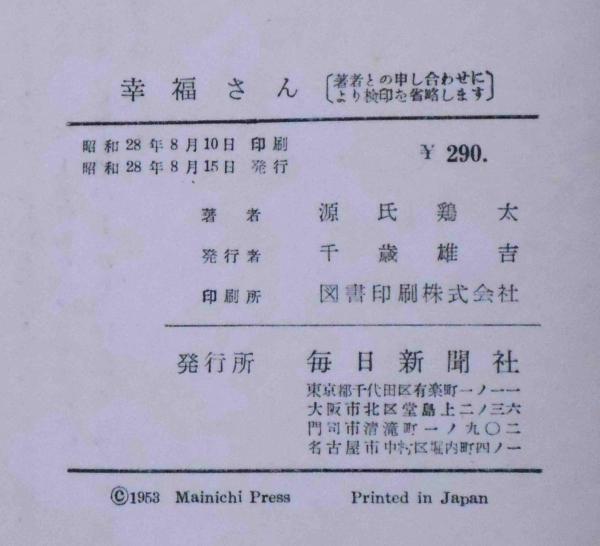 幸福さん〔著者との申し合わせに
より検印を省略します〕
昭和28年8月10日 印刷
昭和28年8月15日 発行
¥ 290.
著者 源氏鶏太
発行者 千歳雄吉
印刷所 図書印刷株式会社
発行所 毎日新聞社
東京都千代田区有楽町一ノ一一
大阪市北区堂島上二ノ三六
門司市清滝町一ノ九〇二
名古屋市中村区堀内町四ノ一
©1953 Mainichi Press Printed in Japan